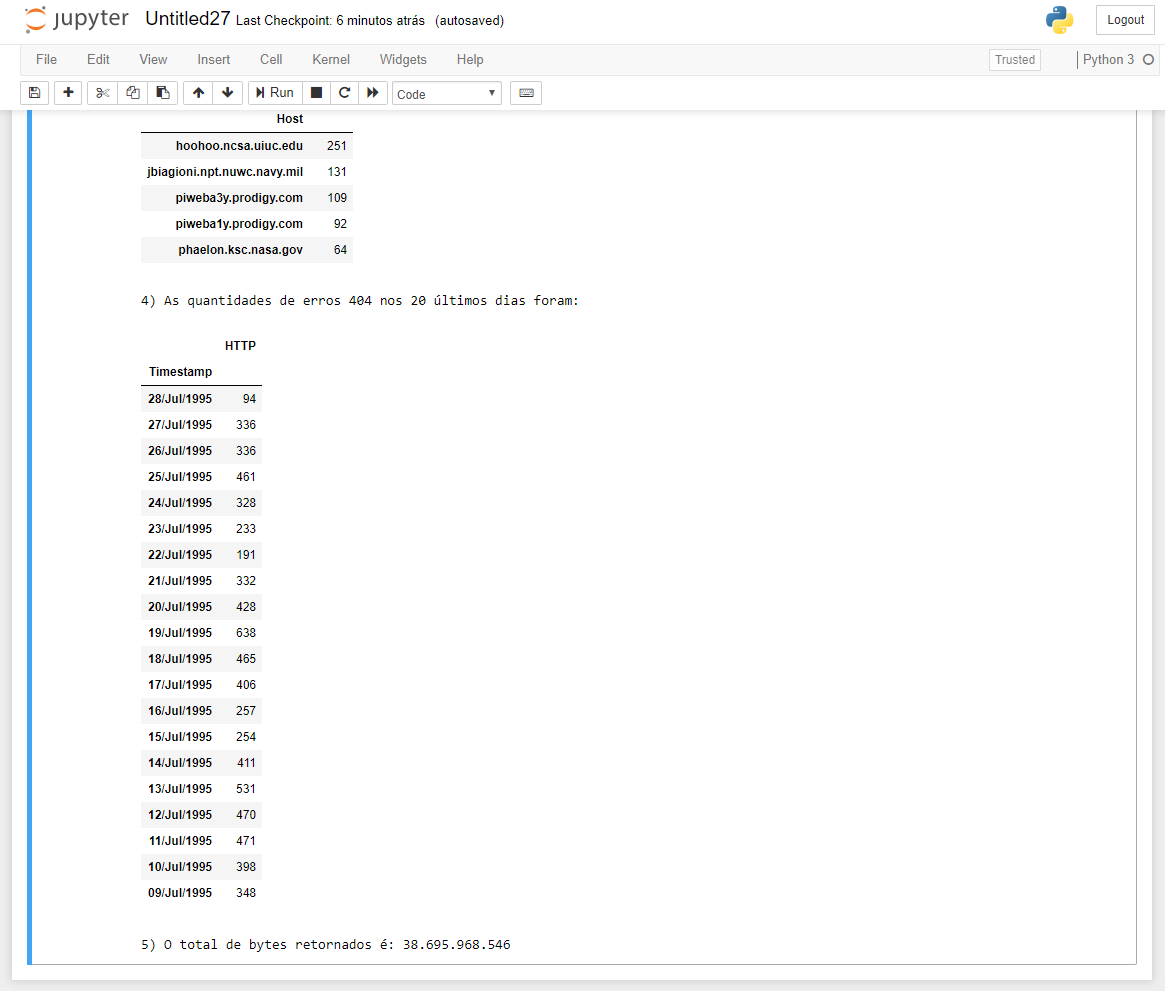 jupyter Untitled27 Last Checkpoint: 6 minutos atrás (autosaved) Logout
File Edit View Insert Cell Kernel Widgets Help Trusted Python 3
Run Code
Host
hoohoo.ncsa.uiuc.edu 251
jbiagioni.npt.nuwc.navy.mil 131
piweba3y.prodigy.com 109
piweba1y.prodigy.com 92
phaelon.ksc.nasa.gov 64
4) As quantidades de erros 404 nos 20 últimos dias foram:
HTTP
Timestamp
28/Jul/1995 94
27/Jul/1995 336
26/Jul/1995 336
25/Jul/1995 461
24/Jul/1995 328
23/Jul/1995 233
22/Jul/1995 191
21/Jul/1995 332
20/Jul/1995 428
19/Jul/1995 638
18/Jul/1995 465
17/Jul/1995 406
16/Jul/1995 257
15/Jul/1995 254
14/Jul/1995 411
13/Jul/1995 531
12/Jul/1995 470
11/Jul/1995 471
10/Jul/1995 398
09/Jul/1995 348
5) O total de bytes retornados é: 38.695.968.546